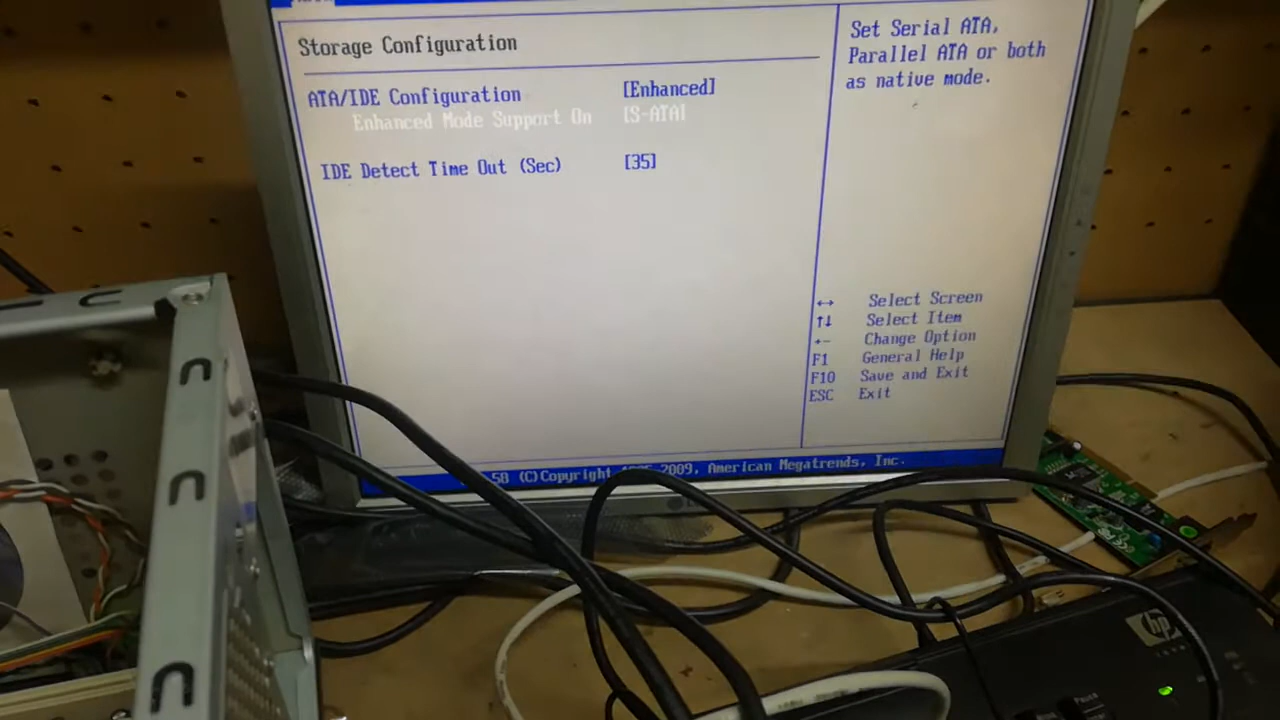 Storage Configuration
ATA/IDE Configuration [Enhanced]
Enhanced Mode Support On [S-ATA]
IDE Detect Time Out (Sec) [35]
Set Serial ATA,
Parallel ATA or both
as native mode.
↔ Select Screen
↑↓ Select Item
+- Change Option
F1 General Help
F10 Save and Exit
ESC Exit
58 (C)Copyright 2009, American Megatrends, Inc.
hp